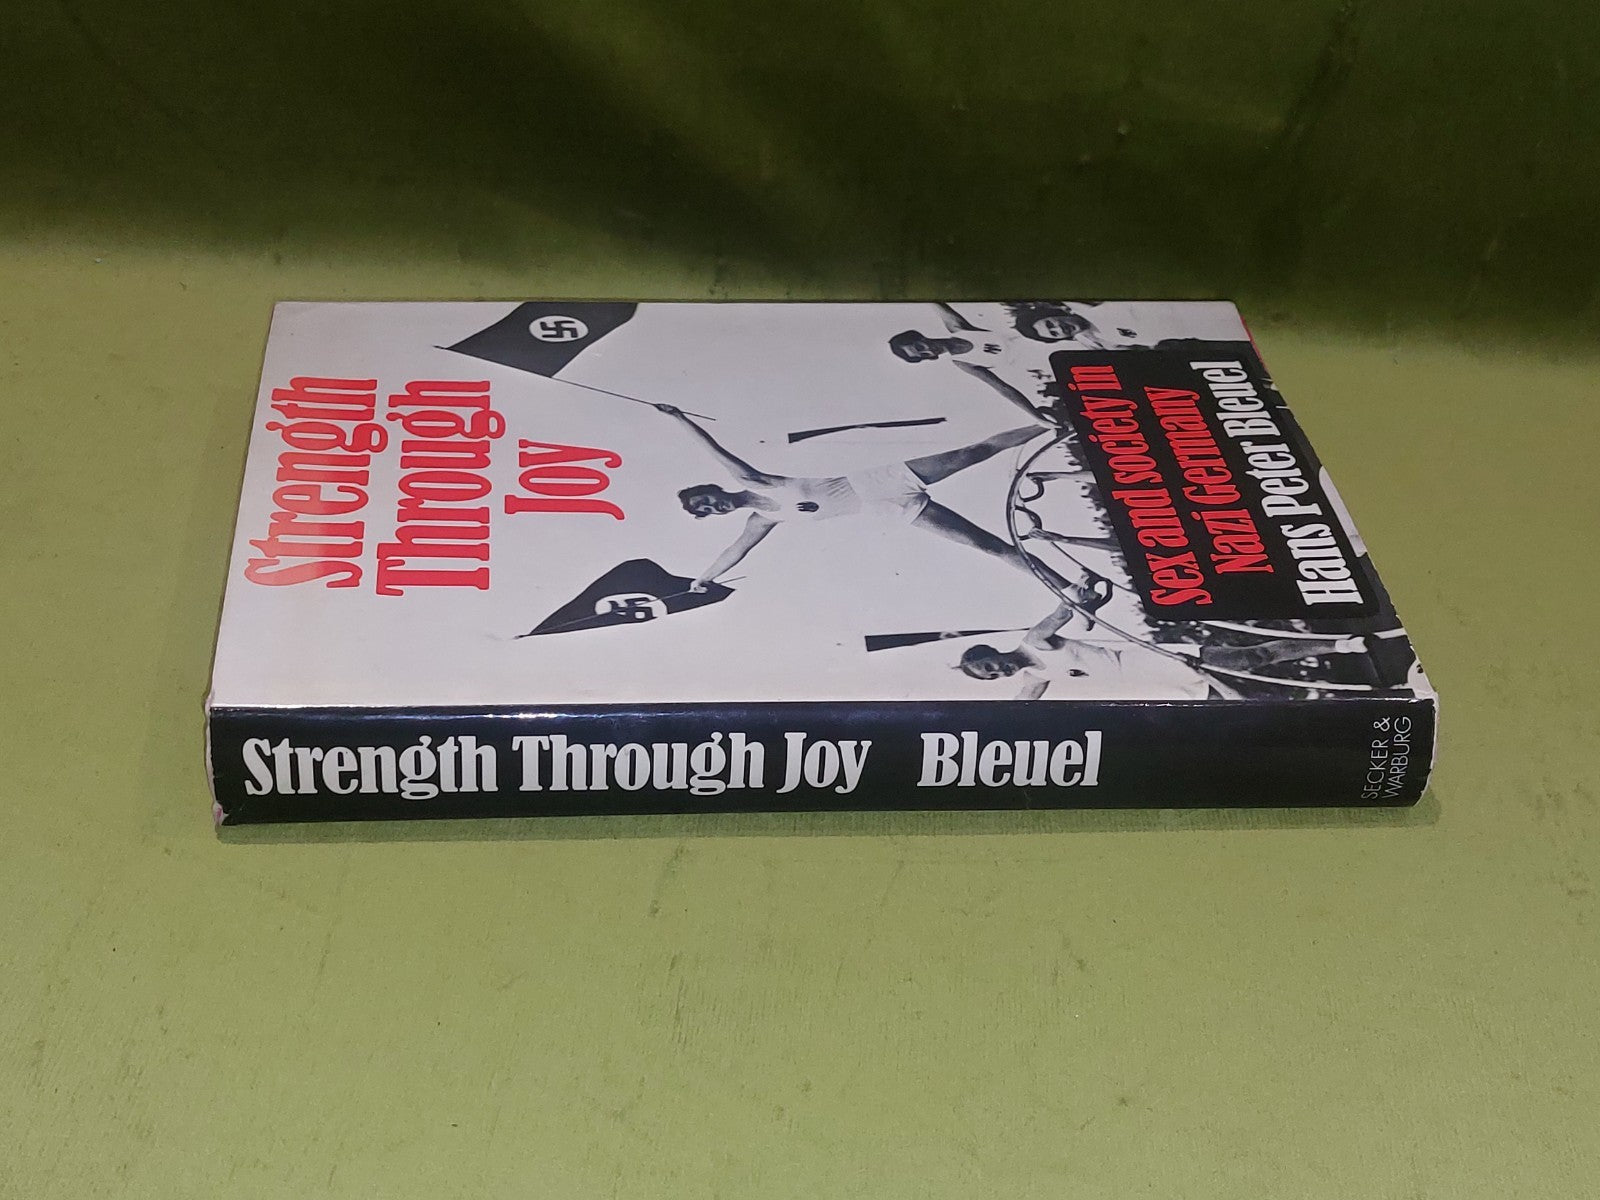 Strength
Through
Joy
Sex and society in
Nazi Germany
Hans Peter Bleuel
Strength Through Joy Bleuel
SECKER &
WARBURG